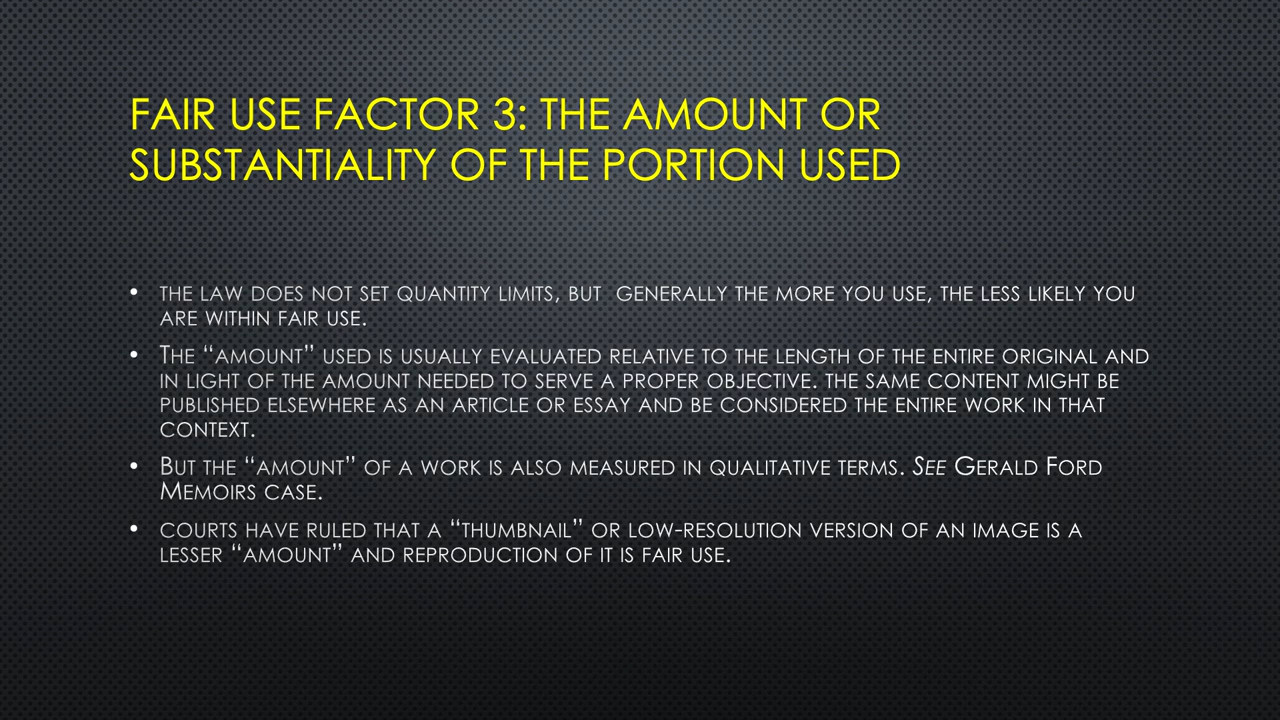 FAIR USE FACTOR 3: THE AMOUNT OR
SUBSTANTIALITY OF THE PORTION USED
• THE LAW DOES NOT SET QUANTITY LIMITS, BUT  GENERALLY THE MORE YOU USE, THE LESS LIKELY YOU
ARE WITHIN FAIR USE.
• THE “AMOUNT” USED IS USUALLY EVALUATED RELATIVE TO THE LENGTH OF THE ENTIRE ORIGINAL AND
IN LIGHT OF THE AMOUNT NEEDED TO SERVE A PROPER OBJECTIVE. THE SAME CONTENT MIGHT BE
PUBLISHED ELSEWHERE AS AN ARTICLE OR ESSAY AND BE CONSIDERED THE ENTIRE WORK IN THAT
CONTEXT.
• BUT THE “AMOUNT” OF A WORK IS ALSO MEASURED IN QUALITATIVE TERMS. SEE GERALD FORD
MEMOIRS CASE.
• COURTS HAVE RULED THAT A “THUMBNAIL” OR LOW-RESOLUTION VERSION OF AN IMAGE IS A
LESSER “AMOUNT” AND REPRODUCTION OF IT IS FAIR USE.